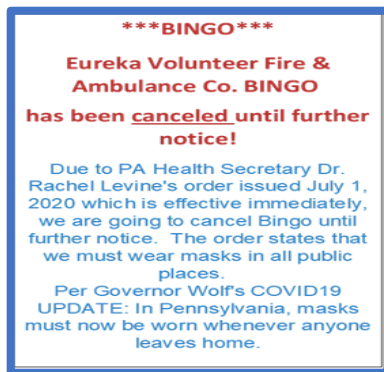 ***BINGO***
Eureka Volunteer Fire &
Ambulance Co. BINGO
has been canceled until further
notice!
Due to PA Health Secretary Dr.
Rachel Levine's order issued July 1,
2020 which is effective immediately,
we are going to cancel Bingo until
further notice.  The order states that
we must wear masks in all public
places.
Per Governor Wolf's COVID19
UPDATE: In Pennsylvania, masks
must now be worn whenever anyone
leaves home.